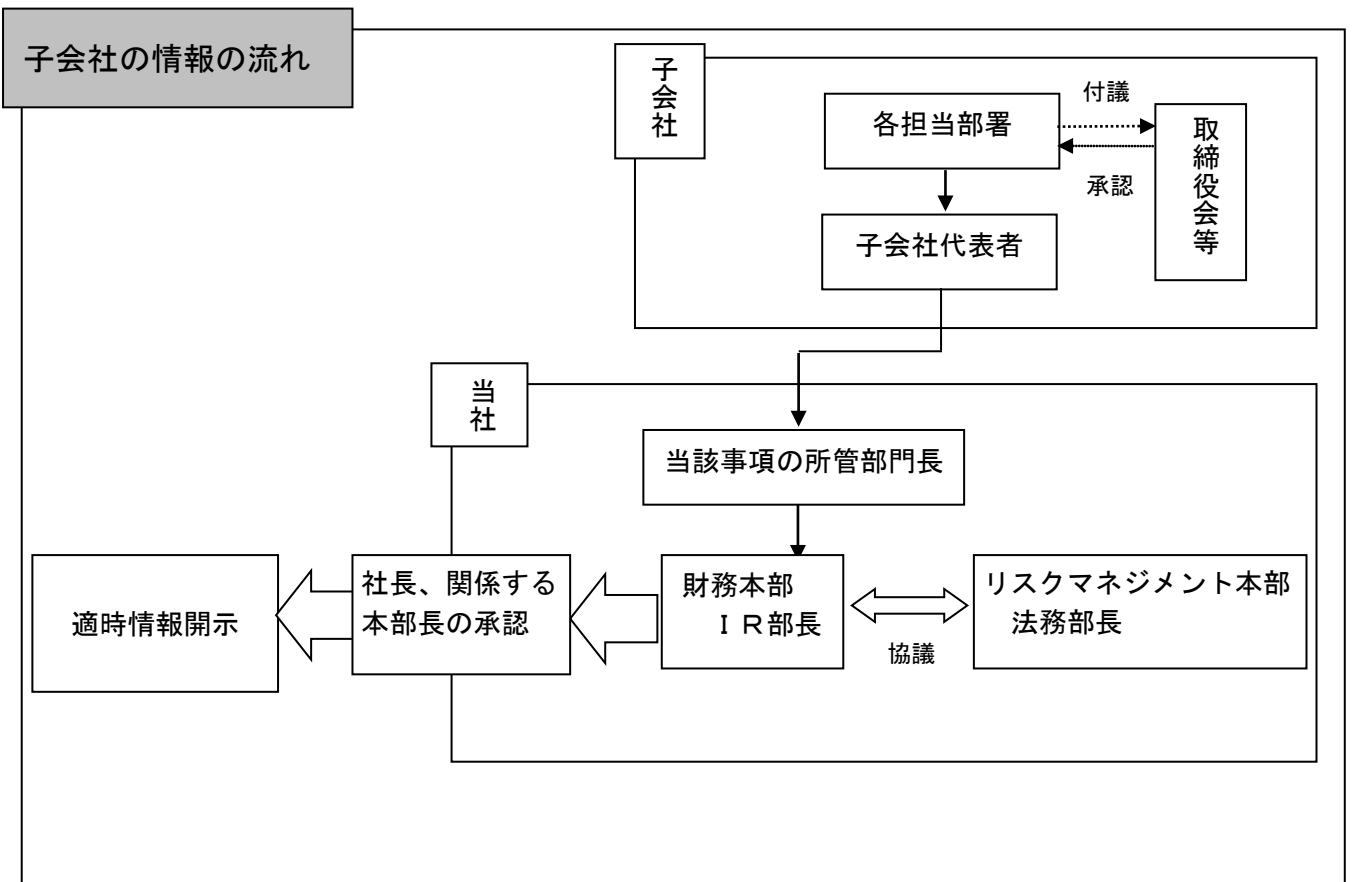 子会社の情報の流れ
子会社
付議
各担当部署
取締役会等
承認
子会社代表者
当社
当該事項の所管部門長
適時情報開示
社長、関係する
本部長の承認
財務本部
ＩＲ部長
協議
リスクマネジメント本部
法務部長